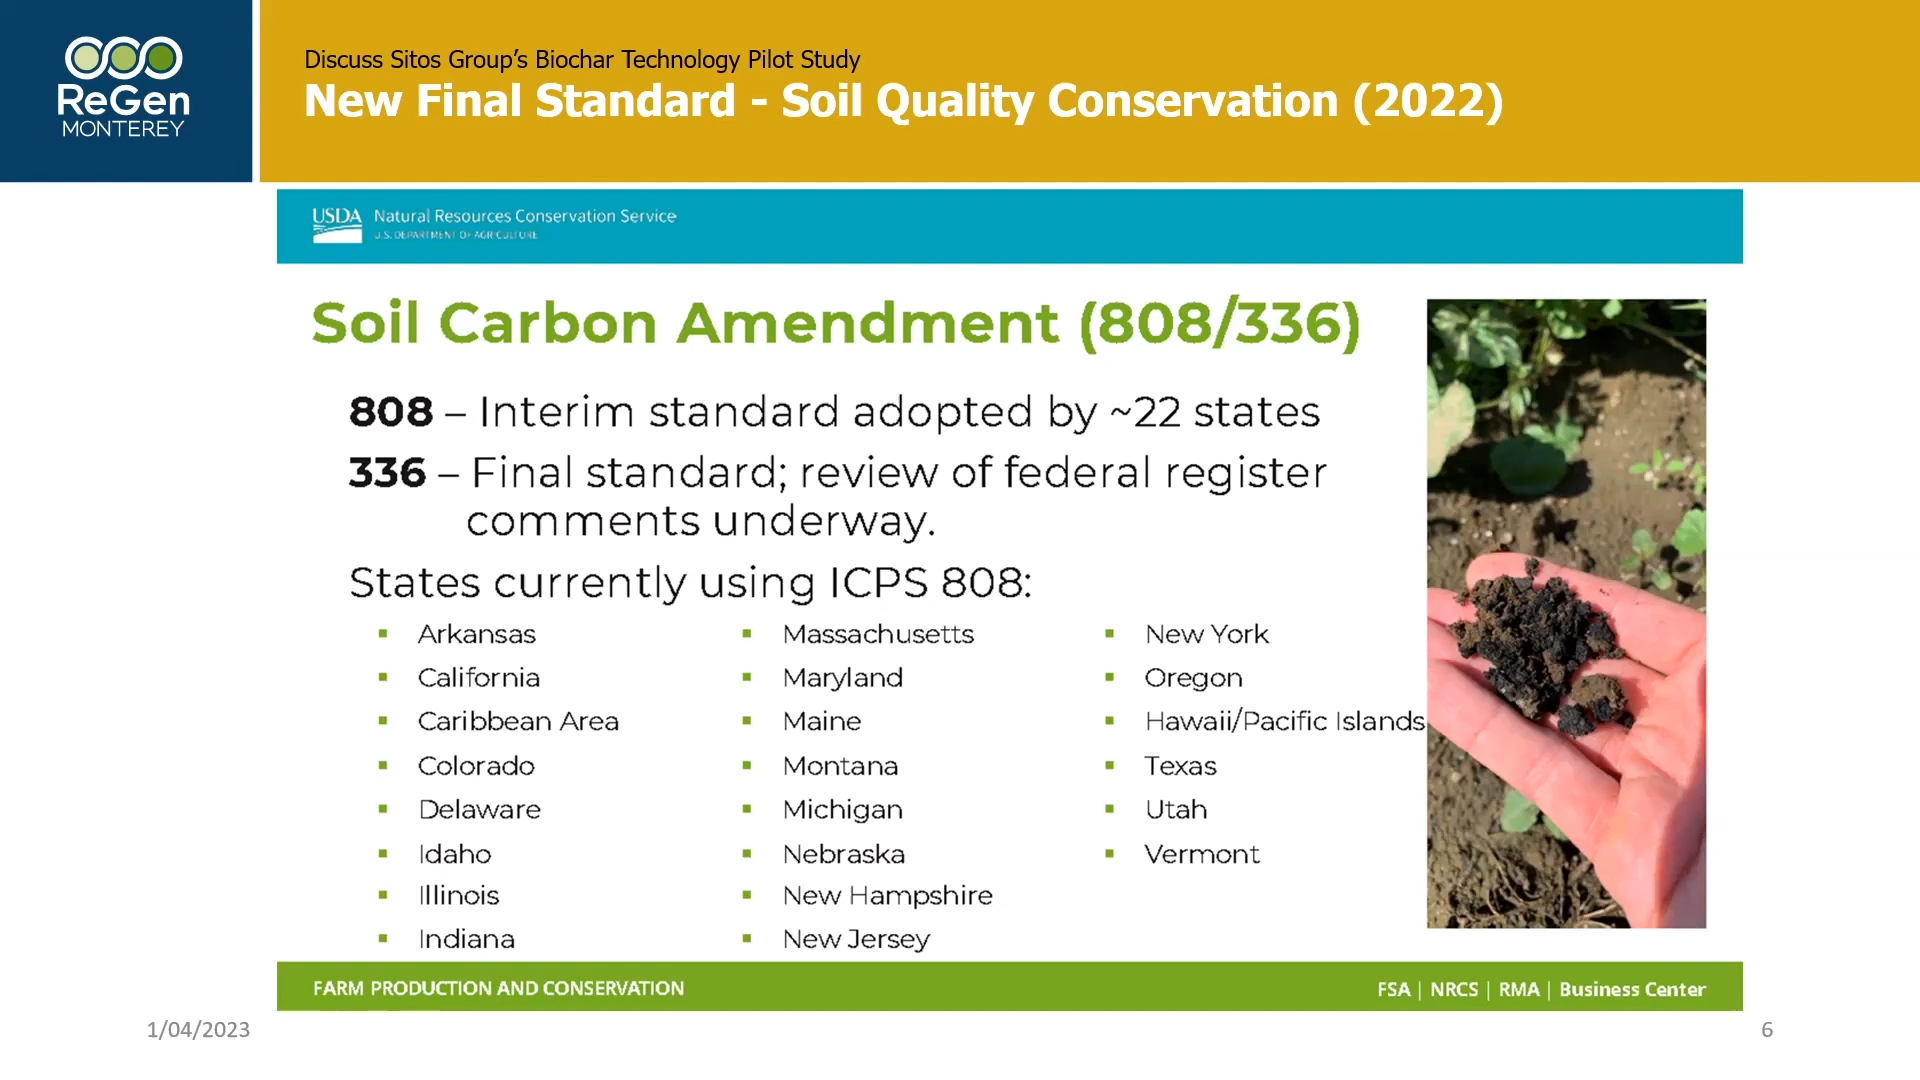 ReGen
MONTEREY
Discuss Sitos Group's Biochar Technology Pilot Study
New Final Standard - Soil Quality Conservation (2022)
USDA Natural Resources Conservation Service
U.S. DEPARTMENT OF AGRICULTURE
Soil Carbon Amendment (808/336)
808 – Interim standard adopted by ~22 states
336 – Final standard; review of federal register
comments underway.
States currently using ICPS 808:
▪ Arkansas
▪ California
▪ Caribbean Area
▪ Colorado
▪ Delaware
▪ Idaho
▪ Illinois
▪ Indiana
▪ Massachusetts
▪ Maryland
▪ Maine
▪ Montana
▪ Michigan
▪ Nebraska
▪ New Hampshire
▪ New Jersey
▪ New York
▪ Oregon
▪ Hawaii/Pacific Islands
▪ Texas
▪ Utah
▪ Vermont
FARM PRODUCTION AND CONSERVATION
FSA | NRCS | RMA | Business Center
1/04/2023
6